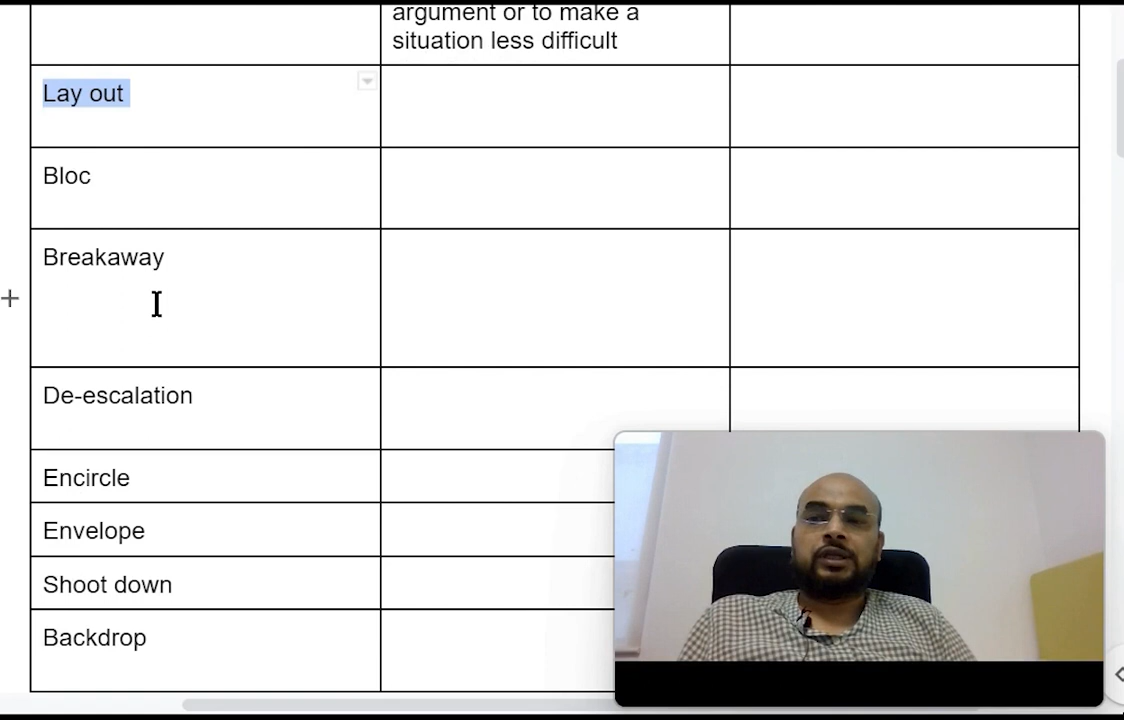 argument or to make a
situation less difficult
Lay out
Bloc
Breakaway
De-escalation
Encircle
Envelope
Shoot down
Backdrop